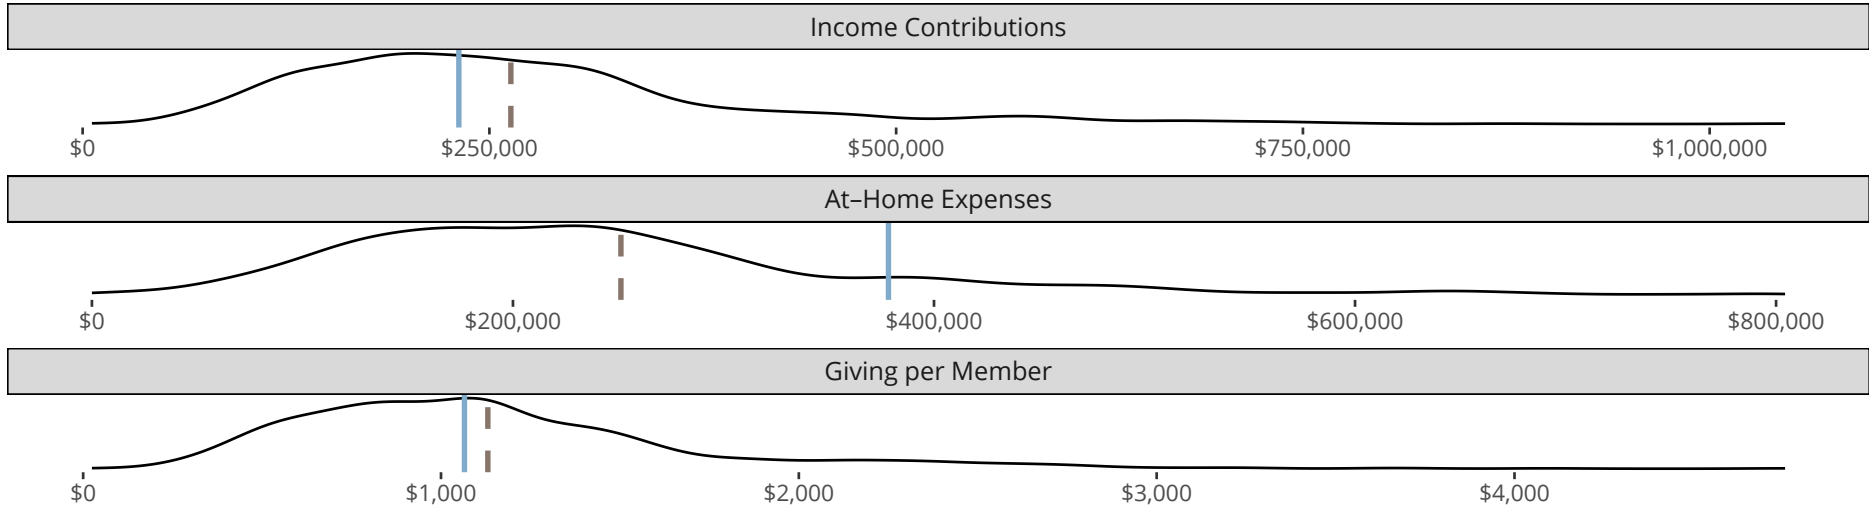 Income Contributions
$0 $250,000 $500,000 $750,000 $1,000,000
At–Home Expenses
$0 $200,000 $400,000 $600,000 $800,000
Giving per Member
$0 $1,000 $2,000 $3,000 $4,000